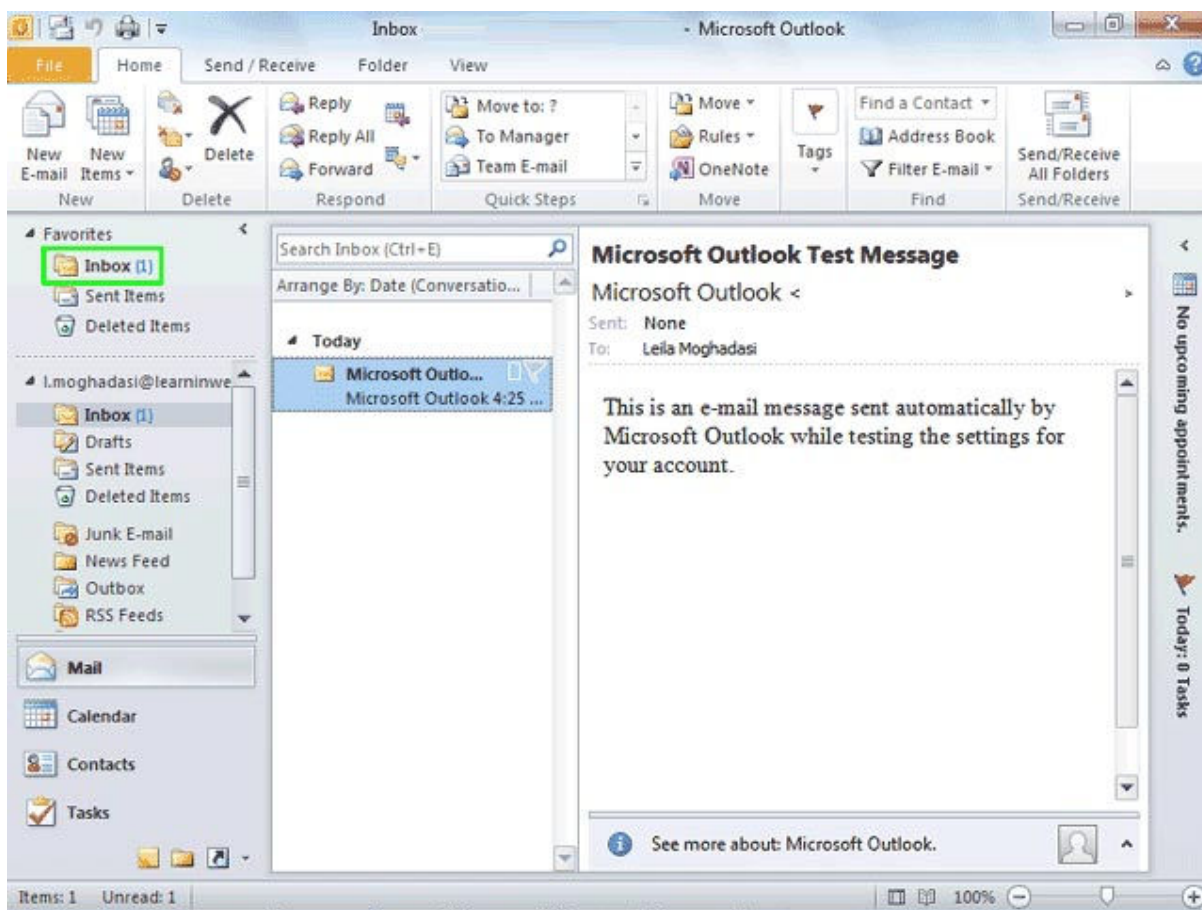 Inbox - Microsoft Outlook
File Home Send / Receive Folder View
New E-mail
New Items
Delete
Reply
Reply All
Forward
Move to: ?
To Manager
Team E-mail
Move
Rules
OneNote
Tags
Find a Contact
Address Book
Filter E-mail
Send/Receive
All Folders
New Delete Respond Quick Steps Move Find Send/Receive
Favorites
Inbox (1)
Sent Items
Deleted Items
l.moghadasi@learninwe
Inbox (1)
Drafts
Sent Items
Deleted Items
Junk E-mail
News Feed
Outbox
RSS Feeds
Mail
Calendar
Contacts
Tasks
Search Inbox (Ctrl+E)
Arrange By: Date (Conversatio...
Today
Microsoft Outlo...
Microsoft Outlook 4:25 ...
Microsoft Outlook Test Message
Microsoft Outlook < >
Sent: None
To: Leila Moghadasi
This is an e-mail message sent automatically by
Microsoft Outlook while testing the settings for
your account.
See more about: Microsoft Outlook.
No upcoming appointments.
Today: 0 Tasks
Items: 1 Unread: 1
100%